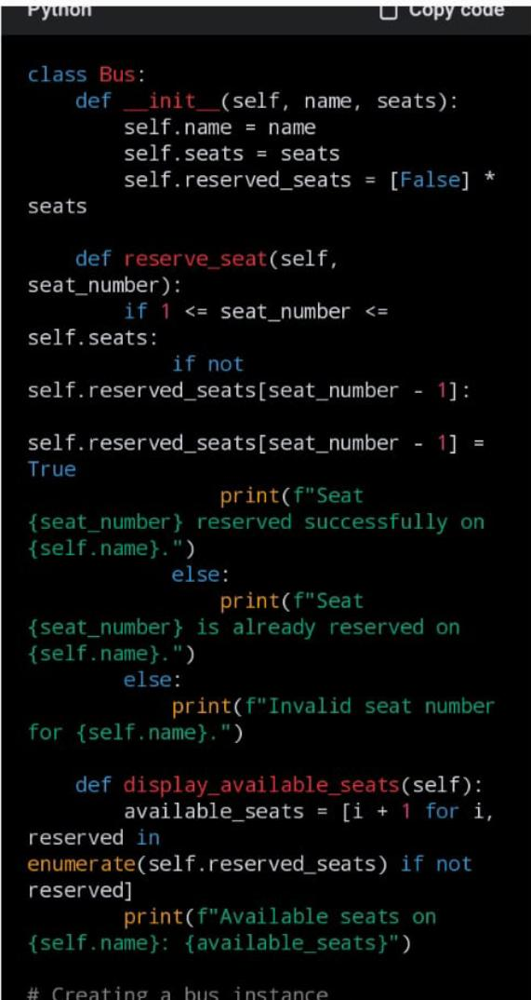 Python Copy code
class Bus:
    def __init__(self, name, seats):
        self.name = name
        self.seats = seats
        self.reserved_seats = [False] *
seats
    def reserve_seat(self,
seat_number):
        if 1 <= seat_number <=
self.seats:
            if not
self.reserved_seats[seat_number - 1]:
self.reserved_seats[seat_number - 1] =
True
                print(f"Seat
{seat_number} reserved successfully on
{self.name}.")
            else:
                print(f"Seat
{seat_number} is already reserved on
{self.name}.")
        else:
            print(f"Invalid seat number
for {self.name}.")
    def display_available_seats(self):
        available_seats = [i + 1 for i,
reserved in
enumerate(self.reserved_seats) if not
reserved]
        print(f"Available seats on
{self.name}: {available_seats}")
# Creating a bus instance